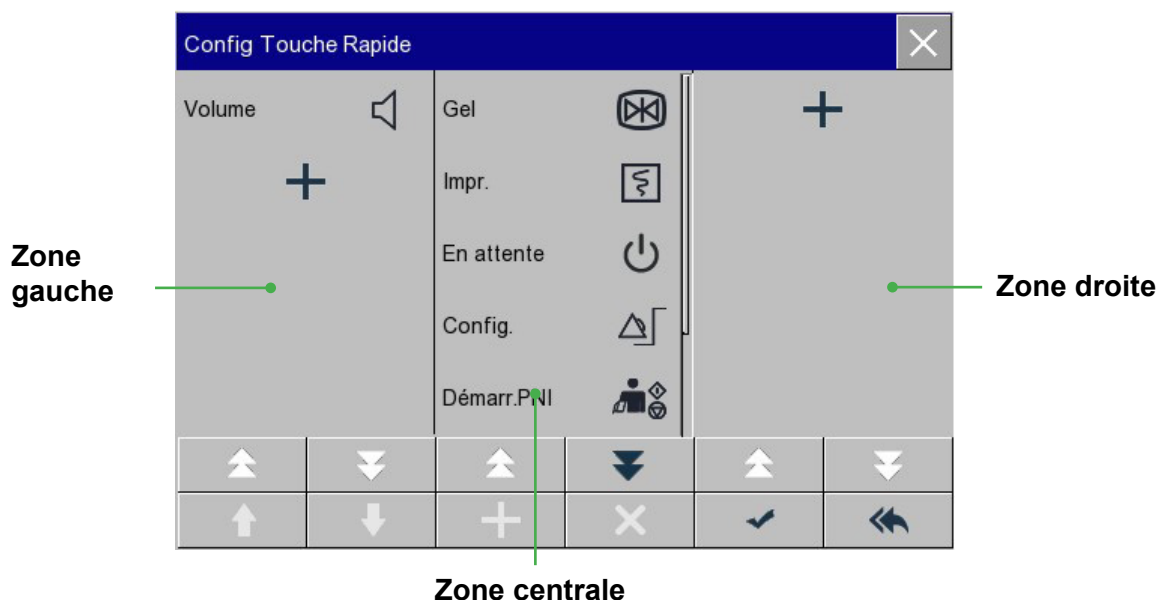 Config Touche Rapide
Volume
Gel
Impr.
En attente
Config.
Démarr.PNI
Zone
gauche
Zone droite
Zone centrale